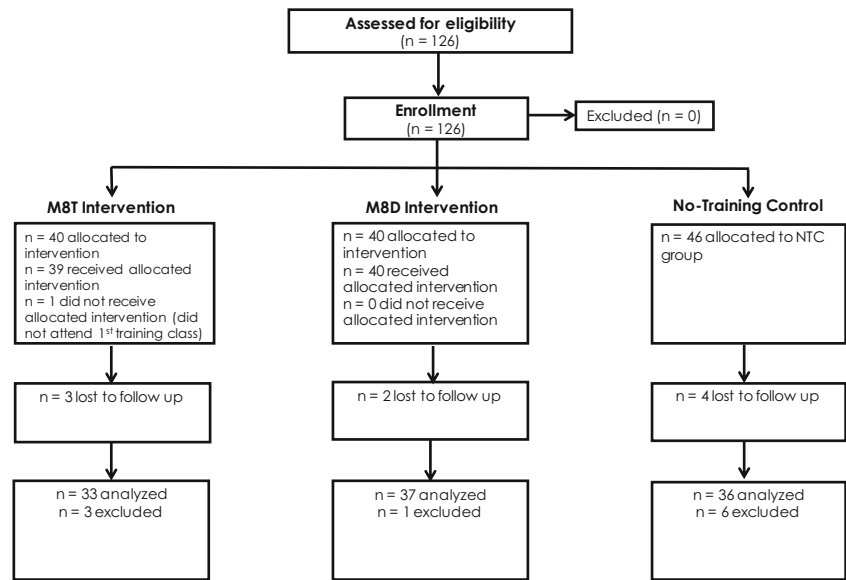 Assessed for eligibility
(n = 126)
Enrollment
(n = 126)
Excluded (n = 0)
M8T Intervention
n = 40 allocated to
intervention
n = 39 received allocated
intervention
n = 1 did not receive
allocated intervention (did
not attend 1st training class)
M8D Intervention
n = 40 allocated to
intervention
n = 40 received
allocated intervention
n = 0 did not receive
allocated intervention
No-Training Control
n = 46 allocated to NTC
group
n = 3 lost to follow up
n = 2 lost to follow up
n = 4 lost to follow up
n = 33 analyzed
n = 3 excluded
n = 37 analyzed
n = 1 excluded
n = 36 analyzed
n = 6 excluded